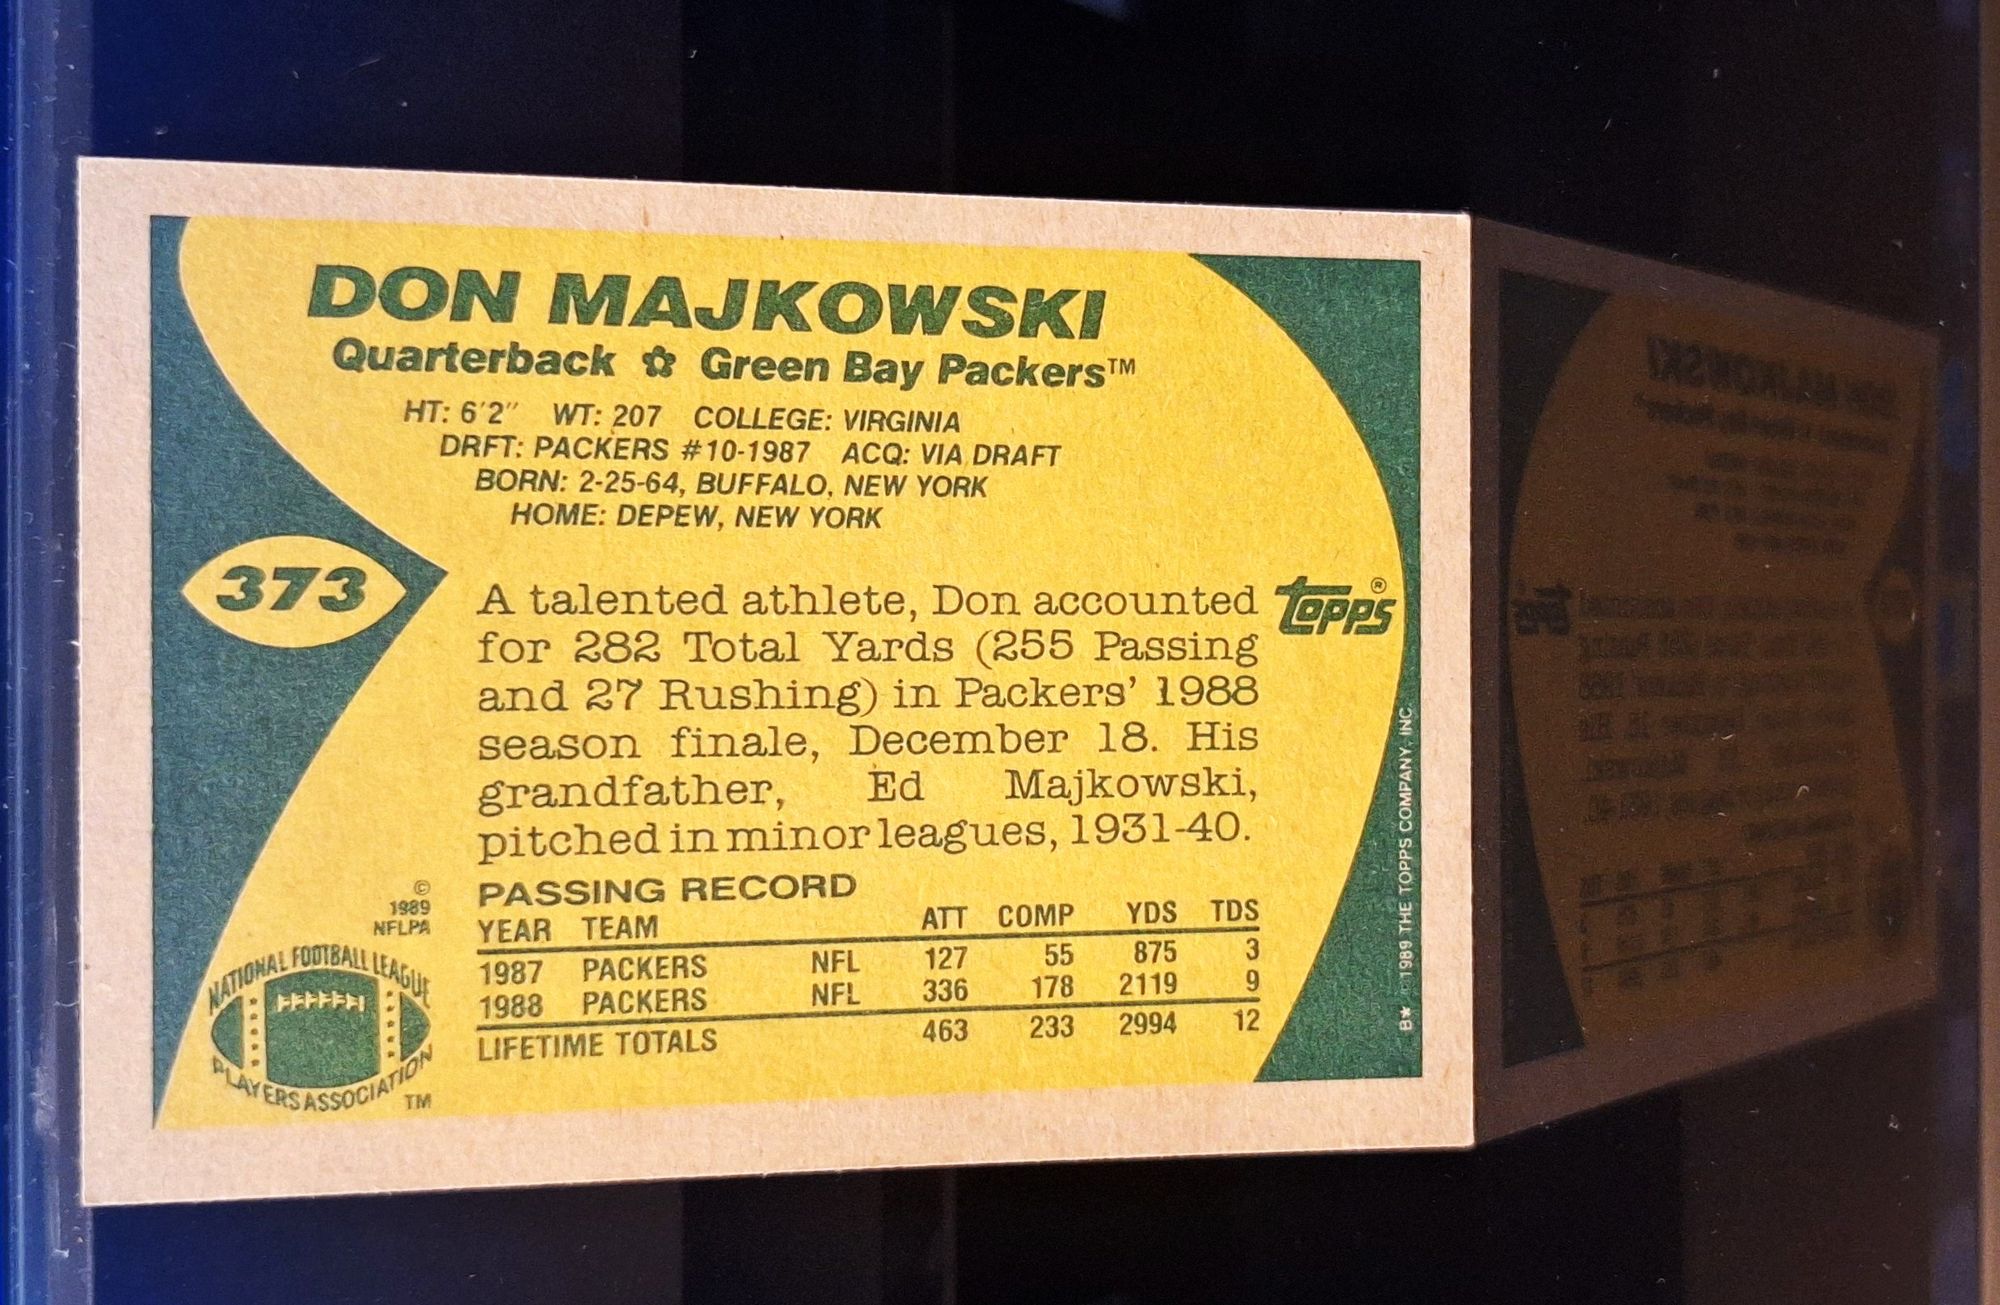 DON MAJKOWSKI
Quarterback ✿ Green Bay Packers™
HT: 6'2" WT: 207 COLLEGE: VIRGINIA
DRFT: PACKERS #10-1987 ACQ: VIA DRAFT
BORN: 2-25-64, BUFFALO, NEW YORK
HOME: DEPEW, NEW YORK
373
A talented athlete, Don accounted
for 282 Total Yards (255 Passing
and 27 Rushing) in Packers' 1988
season finale, December 18. His
grandfather, Ed Majkowski,
pitched in minor leagues, 1931-40.
TOPPS®
PASSING RECORD
YEAR TEAM ATT COMP YDS TDS
1987 PACKERS NFL 127 55 875 3
1988 PACKERS NFL 336 178 2119 9
LIFETIME TOTALS 463 233 2994 12
©
1989
NFLPA
NATIONAL FOOTBALL LEAGUE
PLAYERS ASSOCIATION
TM
B* © 1989 THE TOPPS COMPANY, INC.